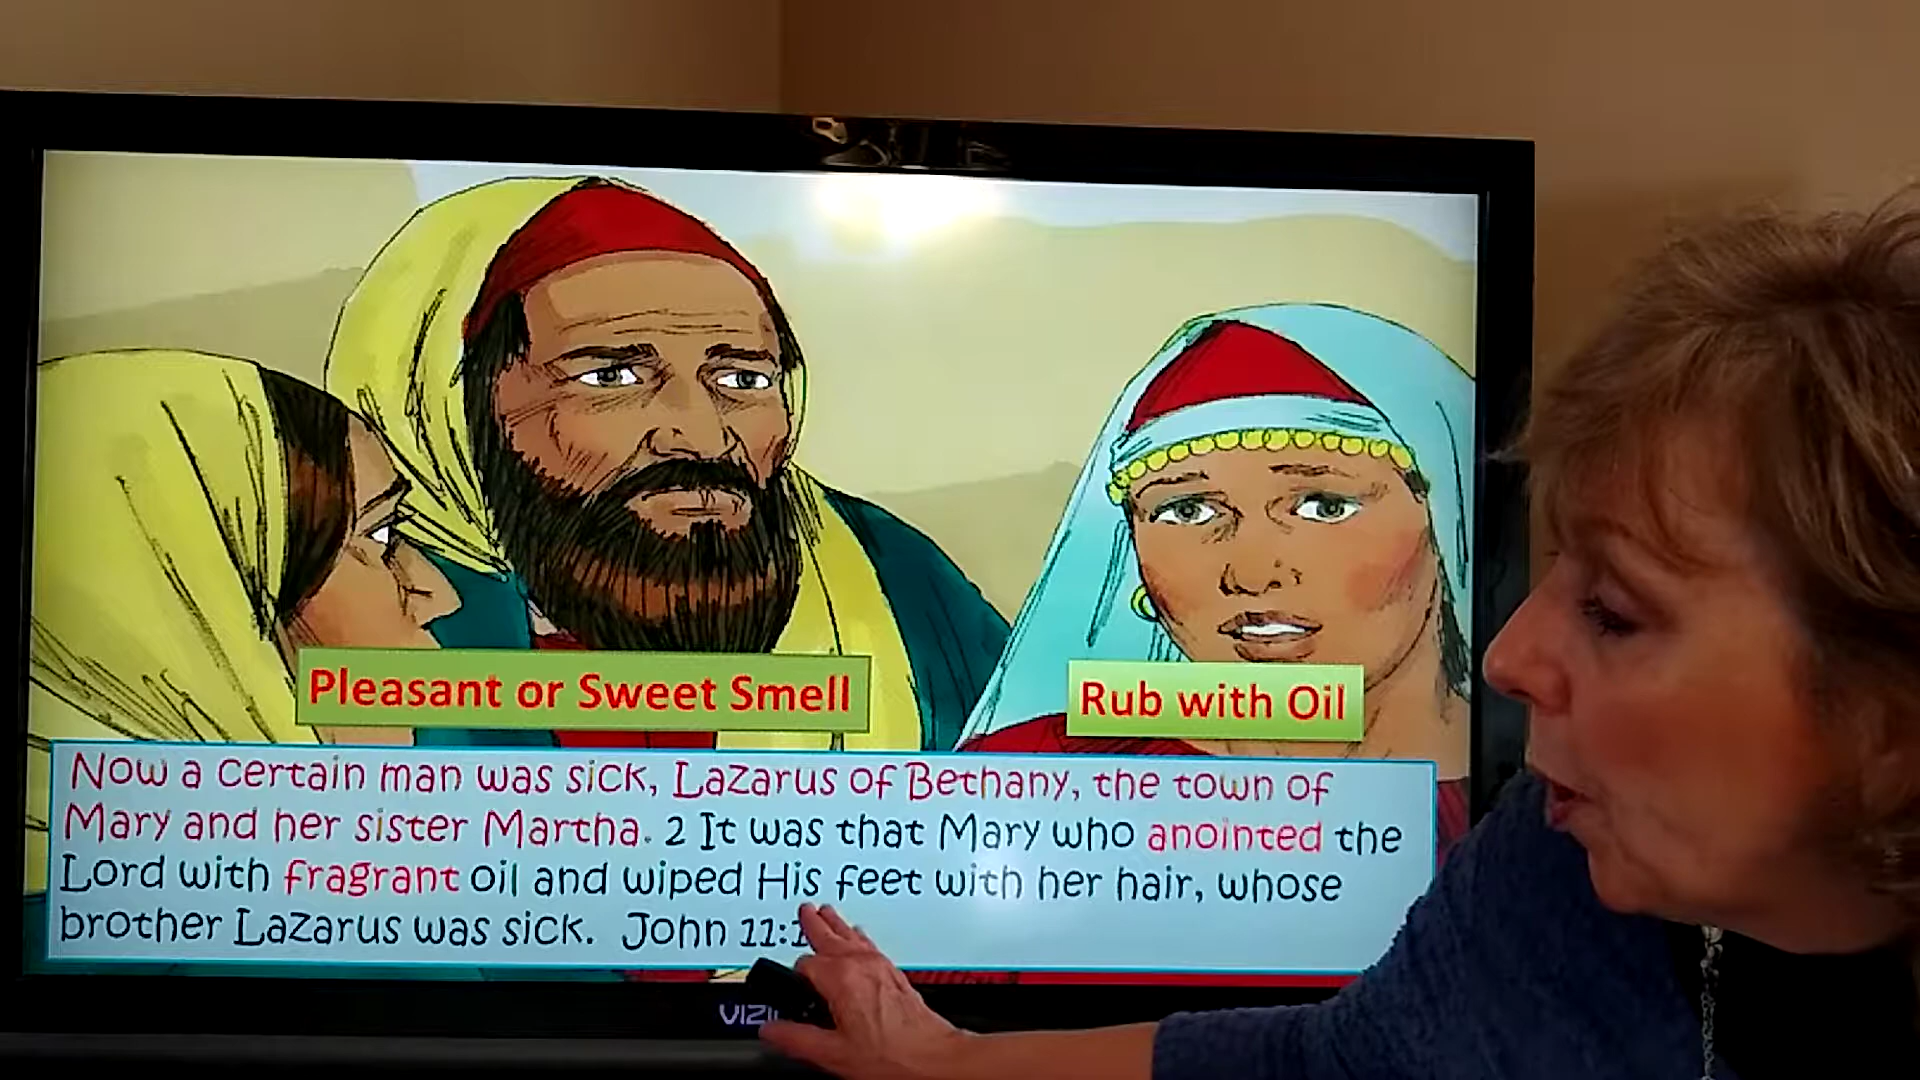 Pleasant or Sweet Smell
Rub with Oil
Now a certain man was sick, Lazarus of Bethany, the town of
Mary and her sister Martha. 2 It was that Mary who anointed the
Lord with fragrant oil and wiped His feet with her hair, whose
brother Lazarus was sick. John 11:1